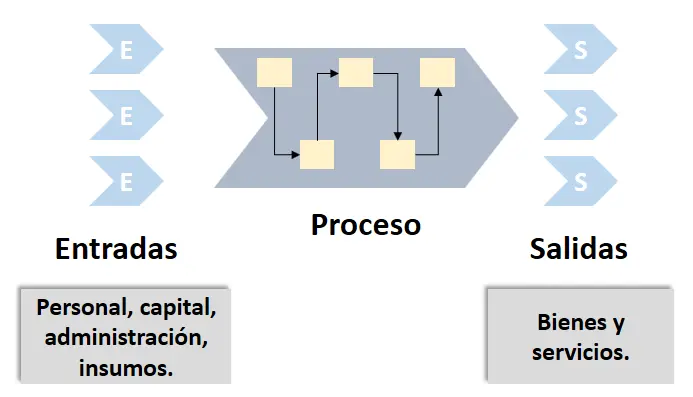 E
E
E
S
S
S
Proceso
Entradas
Salidas
Personal, capital,
administración,
insumos.
Bienes y
servicios.